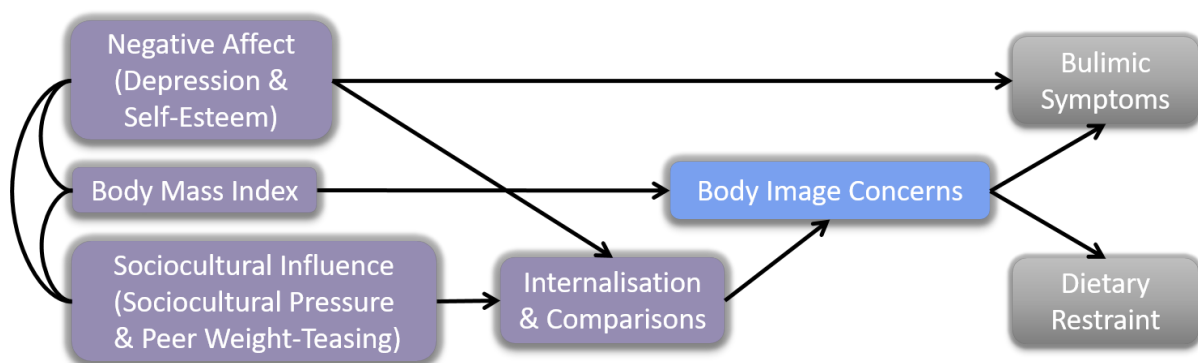 Negative Affect
(Depression &
Self-Esteem)
Bulimic
Symptoms
Body Mass Index
Body Image Concerns
Sociocultural Influence
(Sociocultural Pressure
& Peer Weight-Teasing)
Internalisation
& Comparisons
Dietary
Restraint